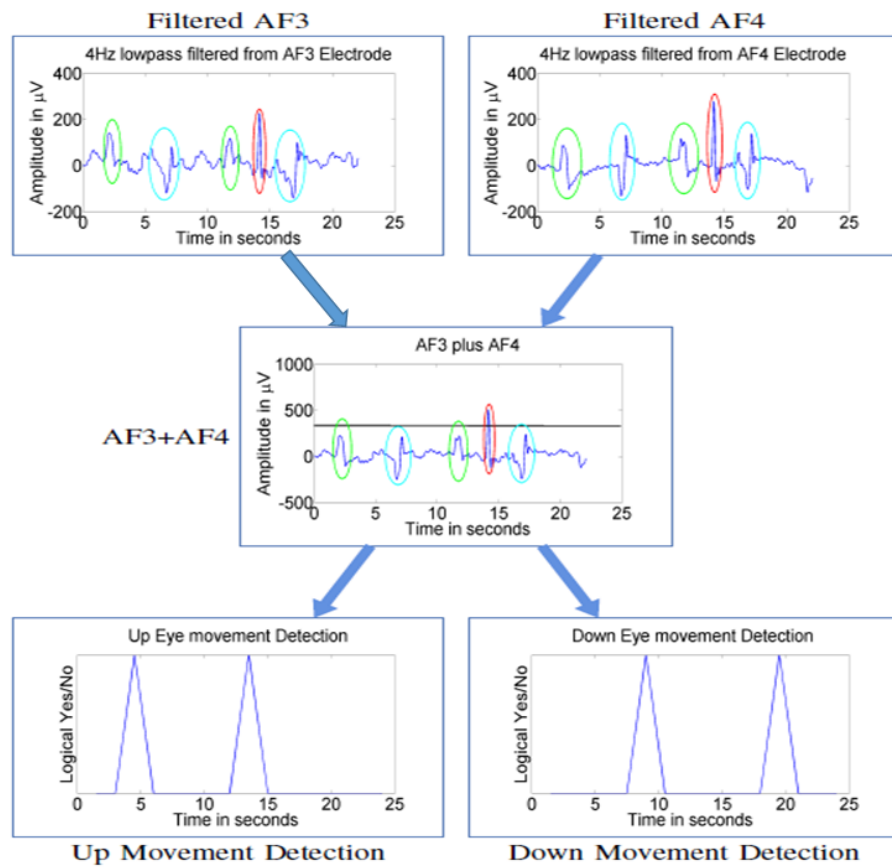 Filtered AF3
Filtered AF4
4Hz lowpass filtered from AF3 Electrode
Amplitude in μV
400
200
0
-200
0 5 10 15 20 25
Time in seconds
4Hz lowpass filtered from AF4 Electrode
Amplitude in μV
400
200
0
-200
0 5 10 15 20 25
Time in seconds
AF3+AF4
AF3 plus AF4
Amplitude in μV
1000
500
0
-500
0 5 10 15 20 25
Time in seconds
Up Eye movement Detection
Logical Yes/No
0 5 10 15 20 25
Time in seconds
Down Eye movement Detection
Logical Yes/No
0 5 10 15 20 25
Time in seconds
Up Movement Detection
Down Movement Detection